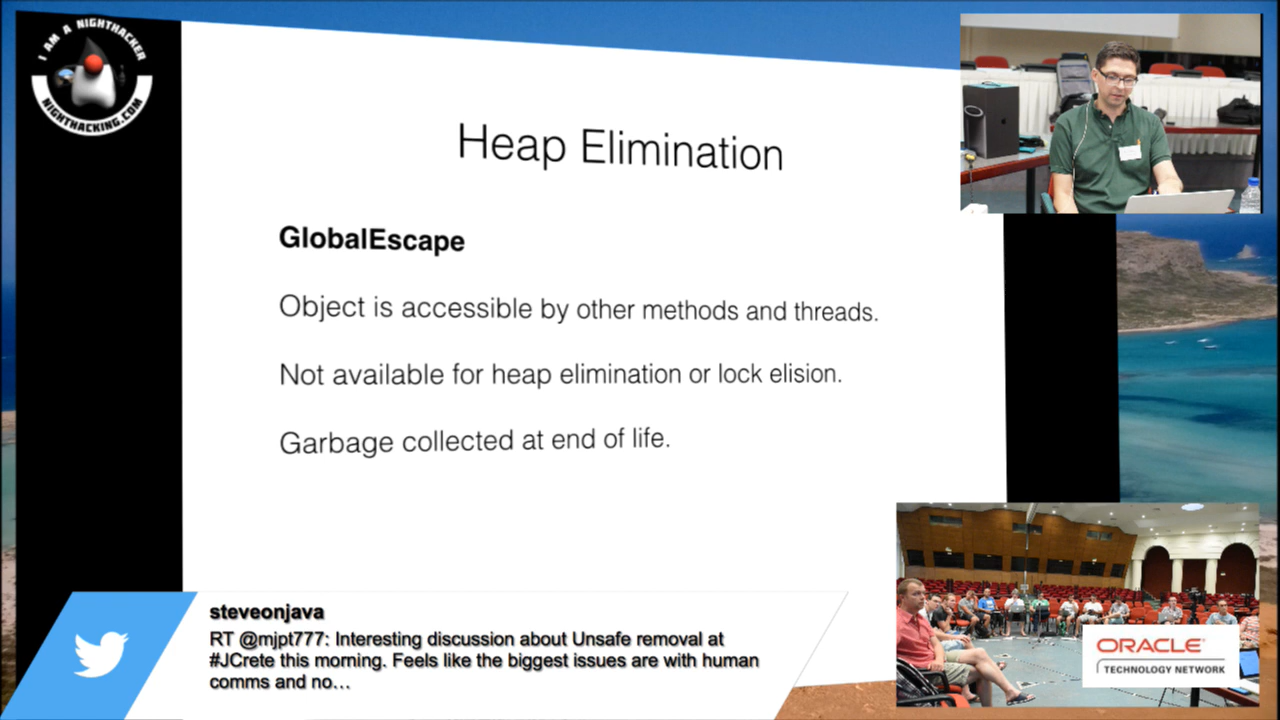 I AM A NIGHTHACKER
NIGHTHACKING.COM
Heap Elimination
GlobalEscape
Object is accessible by other methods and threads.
Not available for heap elimination or lock elision.
Garbage collected at end of life.
steveonjava
RT @mjpt777: Interesting discussion about Unsafe removal at
#JCrete this morning. Feels like the biggest issues are with human
comms and no…
ORACLE
TECHNOLOGY NETWORK